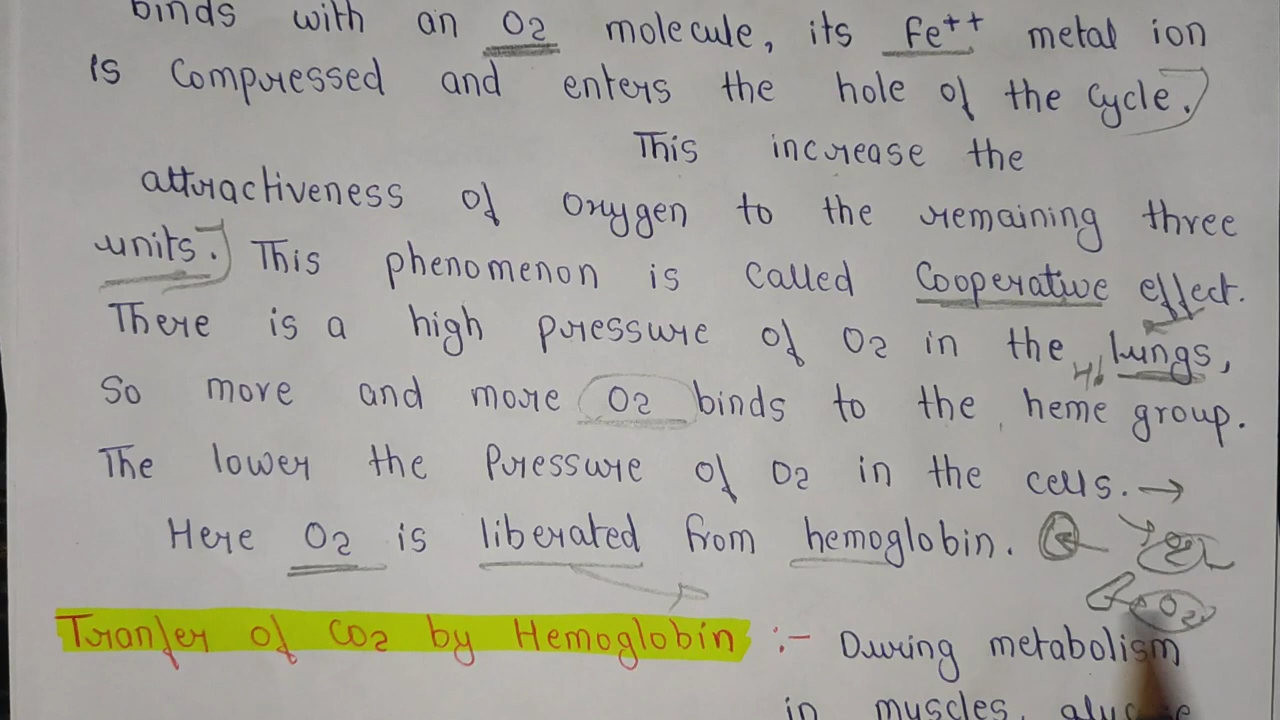 binds with an O2 molecule, its Fe++ metal ion
is compressed and enters the hole of the cycle.
This increase the
attractiveness of oxygen to the remaining three
units. This phenomenon is called Cooperative effect.
There is a high pressure of O2 in the lungs,
Hb
So more and more O2 binds to the heme group.
The lower the Pressure of O2 in the cells. →
Here O2 is liberated from hemoglobin.
O2
Tranfer of CO2 by Hemoglobin :- During metabolism
in muscles,